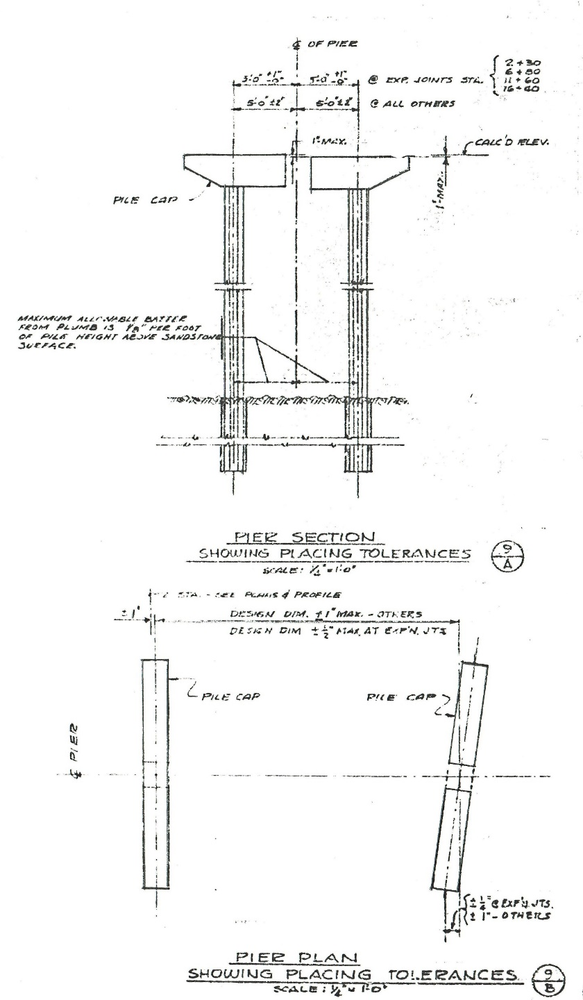 ℄ OF PIER
5'-0" +1" -0" 5'-0" +1" -0" @ EXP. JOINTS STA. { 2+30
6+80
11+60
16+40
5'-0"±2" 5'-0"±2" @ ALL OTHERS
1" MAX.
CALC'D ELEV.
1" MAX.
PILE CAP
MAXIMUM ALLOWABLE BATTER
FROM PLUMB IS 1/8" PER FOOT
OF PILE HEIGHT ABOVE SANDSTONE
SURFACE.
PIER SECTION
SHOWING PLACING TOLERANCES
9
A
SCALE: 1/4"=1'-0"
STA. - SEE PLANS & PROFILE
±1"
DESIGN DIM. ±1" MAX. - OTHERS
DESIGN DIM ±1/2" MAX. AT EXP'N. JTS
PILE CAP
PILE CAP
℄ PIER
±1/4" @ EXP'N. JTS.
±1" - OTHERS
PIER PLAN
SHOWING PLACING TOLERANCES
9
B
SCALE: 1/4"=1'-0"